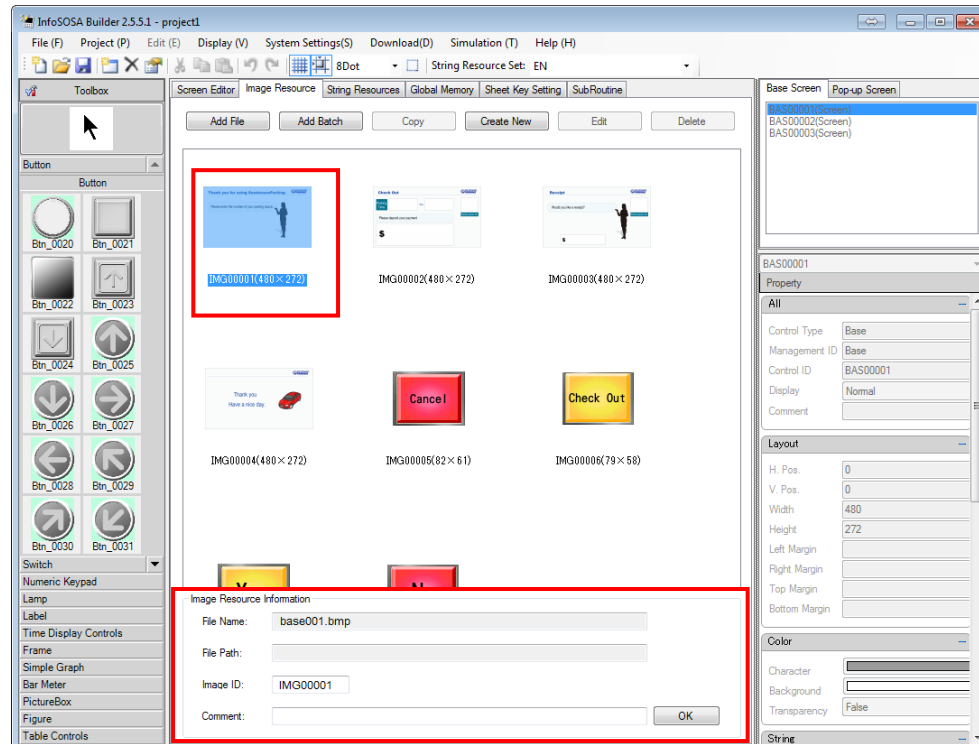 InfoSOSA Builder 2.5.5.1 - project1
File (F) Project (P) Edit (E) Display (V) System Settings(S) Download(D) Simulation (T) Help (H)
8Dot String Resource Set: EN
Toolbox
Button
Button
Btn_0020 Btn_0021
Btn_0022 Btn_0023
Btn_0024 Btn_0025
Btn_0026 Btn_0027
Btn_0028 Btn_0029
Btn_0030 Btn_0031
Switch
Numeric Keypad
Lamp
Label
Time Display Controls
Frame
Simple Graph
Bar Meter
PictureBox
Figure
Table Controls
Screen Editor Image Resource String Resources Global Memory Sheet Key Setting SubRoutine
Add File Add Batch Copy Create New Edit Delete
IMG00001(480×272) IMG00002(480×272) IMG00003(480×272)
Check Out
Please deposit your payment
$
Receipt
Would you like a receipt?
$
Thank you
Have a nice day
Cancel
Check Out
IMG00004(480×272) IMG00005(82×61) IMG00006(79×58)
Image Resource Information
File Name: base001.bmp
File Path:
Image ID: IMG00001
Comment: OK
Base Screen Pop-up Screen
BAS00001(Screen)
BAS00002(Screen)
BAS00003(Screen)
BAS00001
Property
All
Control Type Base
Management ID Base
Control ID BAS00001
Display Normal
Comment
Layout
H. Pos. 0
V. Pos. 0
Width 480
Height 272
Left Margin
Right Margin
Top Margin
Bottom Margin
Color
Character
Background
Transparency False
String